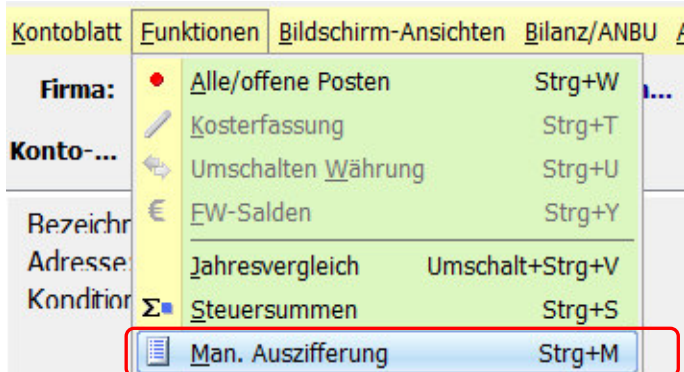 Kontoblatt Funktionen Bildschirm-Ansichten Bilanz/ANBU
Firma:
Alle/offene Posten Strg+W
Kosterfassung Strg+T
Konto-...
Umschalten Währung Strg+U
€ FW-Salden Strg+Y
Bezeichr
Adresse:
Jahresvergleich Umschalt+Strg+V
Kondition
Σ Steuersummen Strg+S
Man. Auszifferung Strg+M